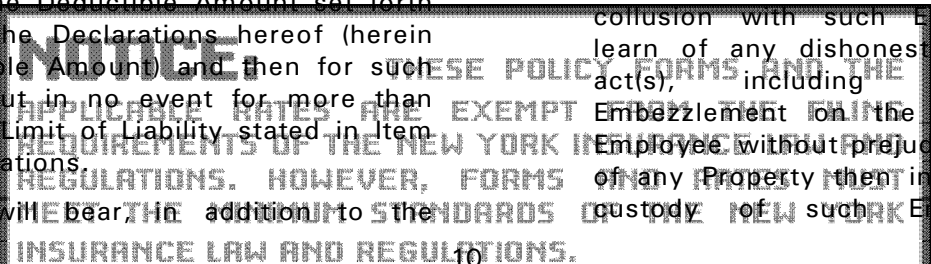 he Deductible Amount set forth
the Declarations hereof (herein
ble Amount) and then for such
but in no event for more than
Limit of Liability stated in Item
ations.
will bear, in addition to the
collusion with such E
learn of any dishonest
act(s), including
Embezzlement on the
Employee without prejud
of any Property then in
custody of such E
10
NOTICE: THESE POLICY FORMS AND THE
APPLICABLE RATES ARE EXEMPT FROM THE FILING
REQUIREMENTS OF THE NEW YORK INSURANCE LAW AND
REGULATIONS. HOWEVER, FORMS AND RATES MUST
MEET THE MINIMUM STANDARDS OF THE NEW YORK
INSURANCE LAW AND REGULATIONS.